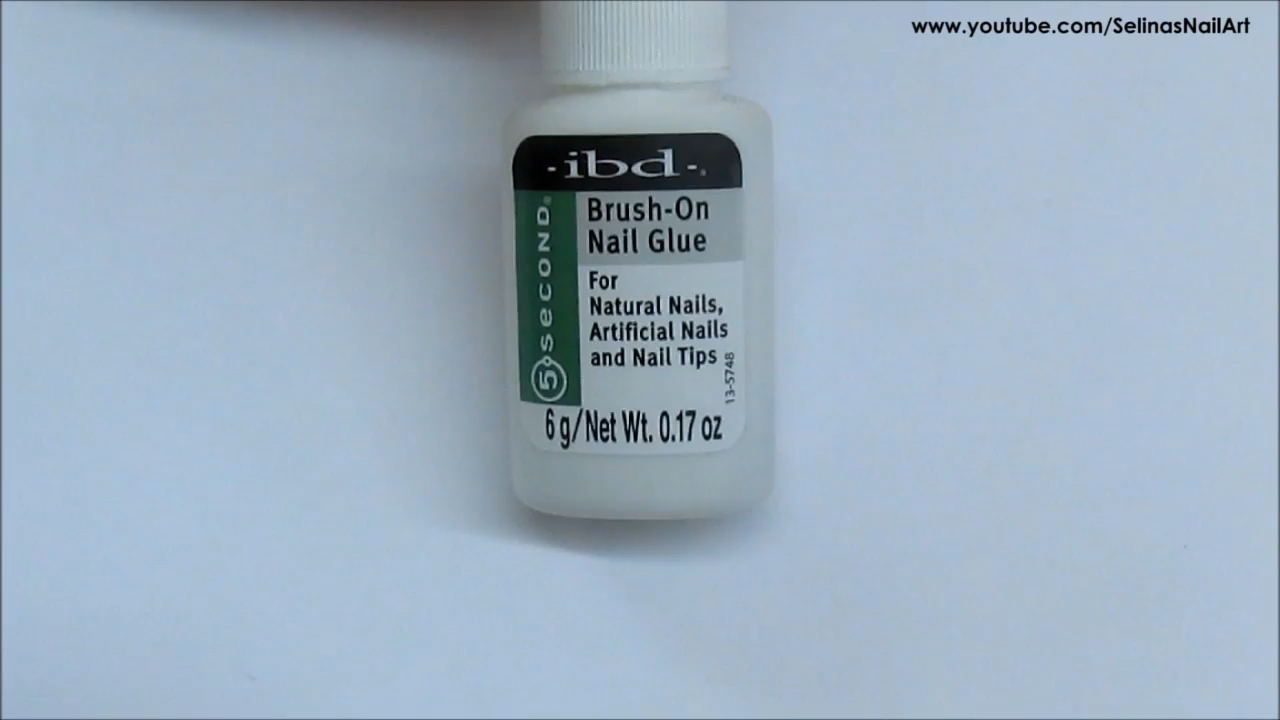 www.youtube.com/SelinasNailArt
-ibd-®
5 SECOND®
Brush-On
Nail Glue
For
Natural Nails,
Artificial Nails
and Nail Tips
13-5748
6 g/Net Wt. 0.17 oz